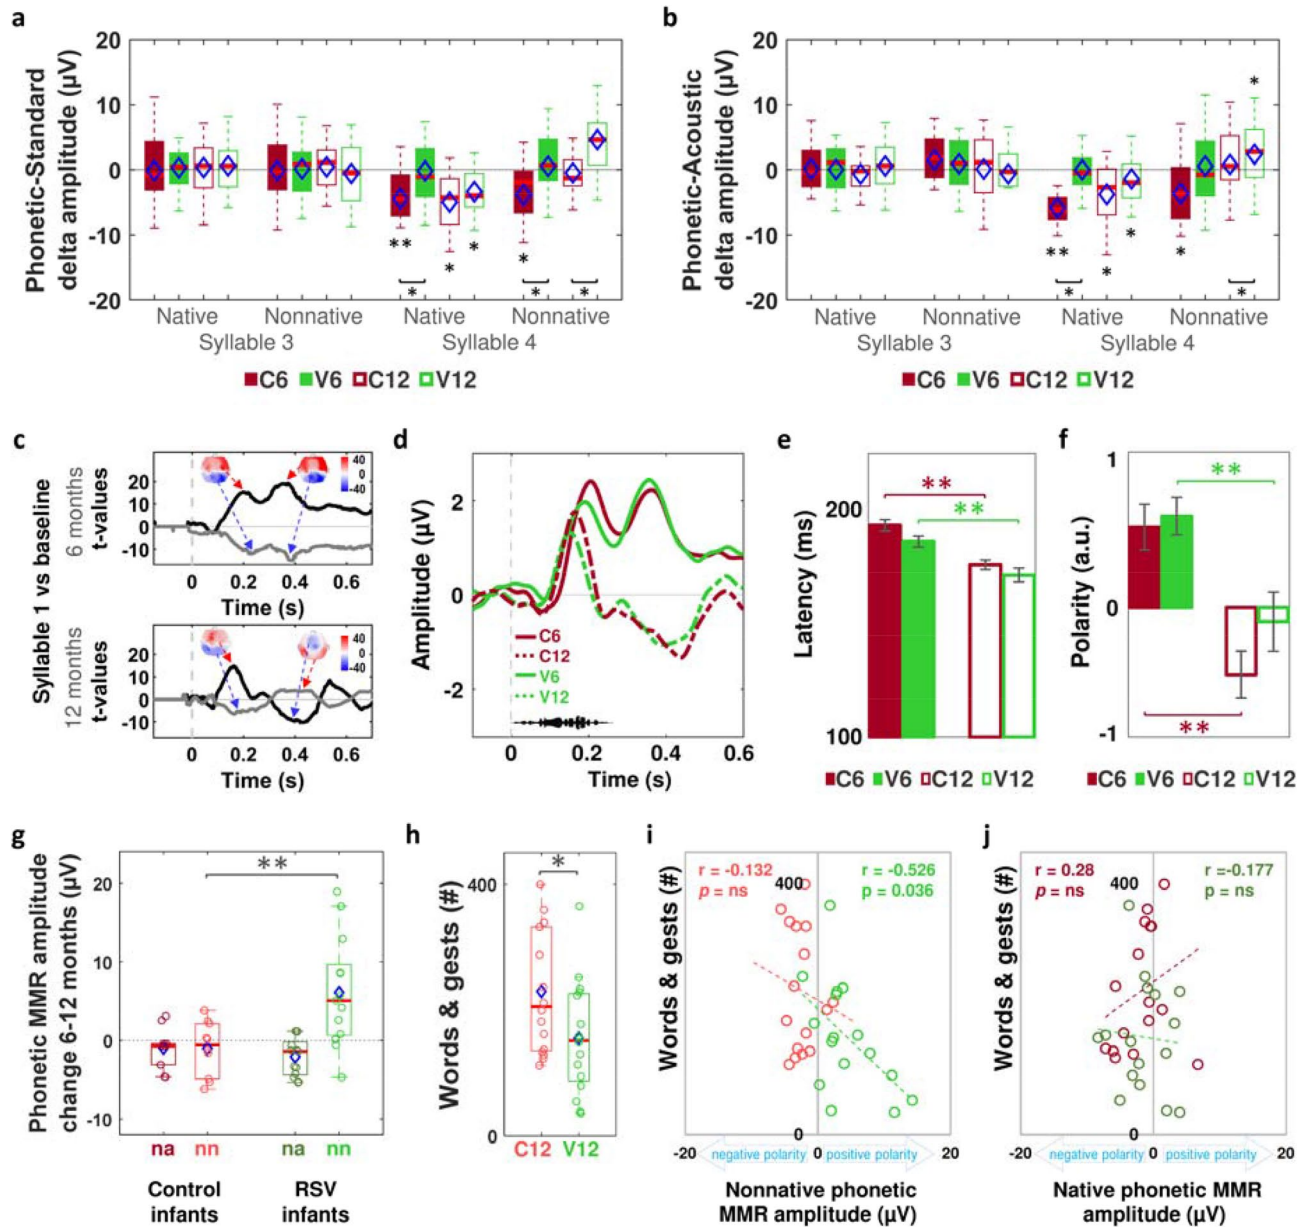 a
Phonetic-Standard
delta amplitude (µV)
20
10
0
-10
-20
**
*
*
*
*
*
*
Native
Nonnative
Native
Nonnative
Syllable 3
Syllable 4
C6 V6 C12 V12
b
Phonetic-Acoustic
delta amplitude (µV)
20
10
0
-10
-20
**
*
*
*
*
*
*
Native
Nonnative
Native
Nonnative
Syllable 3
Syllable 4
C6 V6 C12 V12
c
Syllable 1 vs baseline
6 months
t-values
20
10
0
-10
40
0
-40
40
0
-40
0 0.2 0.4 0.6
Time (s)
12 months
t-values
20
10
0
-10
40
0
-40
40
0
-40
0 0.2 0.4 0.6
Time (s)
d
Amplitude (µV)
2
0
-2
C6
C12
V6
V12
0 0.2 0.4 0.6
Time (s)
e
Latency (ms)
200
100
**
**
C6 V6 C12 V12
f
Polarity (a.u.)
1
0
-1
**
**
C6 V6 C12 V12
g
Phonetic MMR amplitude
change 6-12 months (µV)
20
10
0
-10
**
na nn na nn
Control
infants
RSV
infants
h
Words & gests (#)
400
0
*
C12 V12
i
Words & gests (#)
r = -0.132
p = ns
400
r = -0.526
p = 0.036
0
-20 negative polarity 0 positive polarity 20
Nonnative phonetic
MMR amplitude (µV)
j
Words & gests (#)
r = 0.28
p = ns
400
r=-0.177
p = ns
0
-20 negative polarity 0 positive polarity 20
Native phonetic MMR
amplitude (µV)